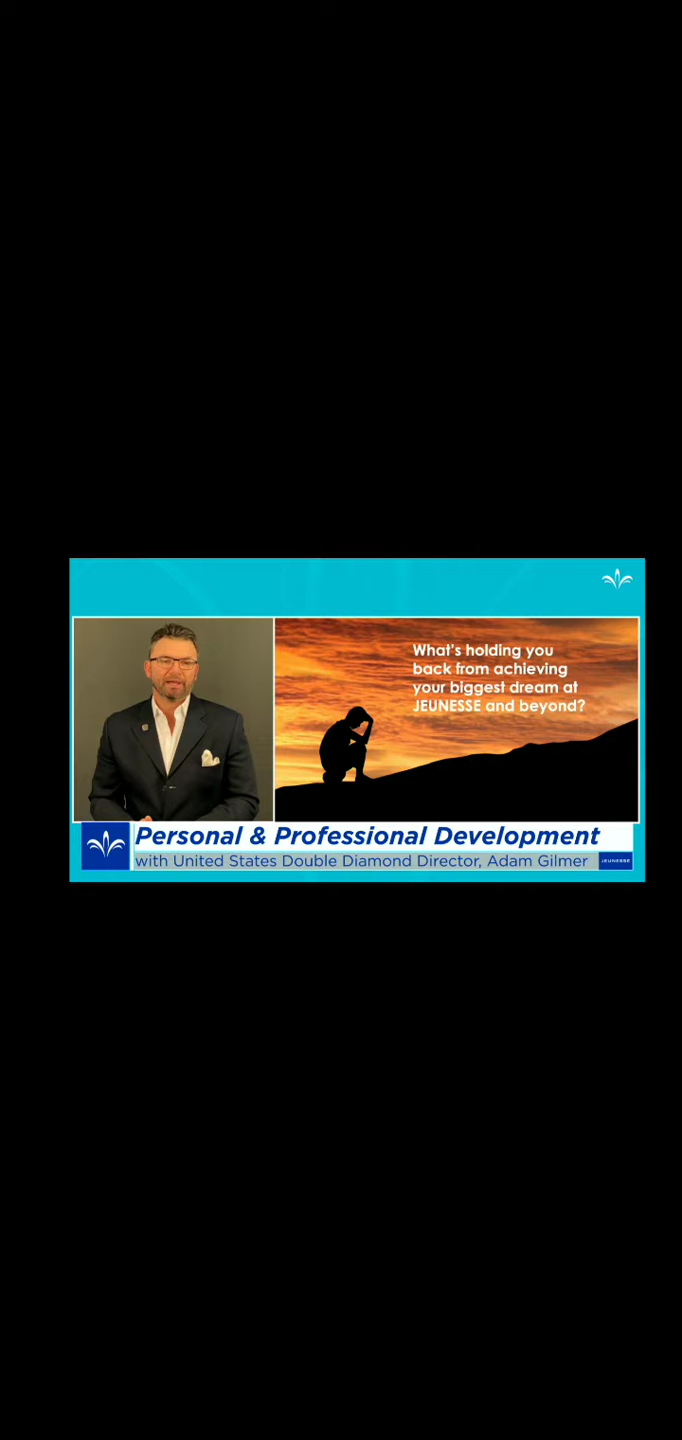 What's holding you
back from achieving
your biggest dream at
JEUNESSE and beyond?
Personal & Professional Development
with United States Double Diamond Director, Adam Gilmer
JEUNESSE